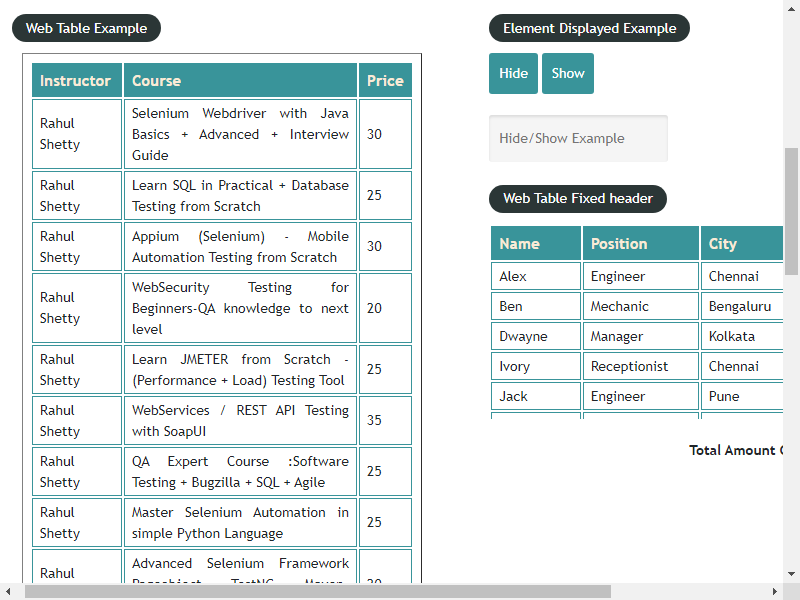 Web Table Example
Instructor Course Price
Rahul Shetty
Selenium Webdriver with Java
Basics + Advanced + Interview
Guide
30
Rahul Shetty
Learn SQL in Practical + Database
Testing from Scratch
25
Rahul Shetty
Appium (Selenium) - Mobile
Automation Testing from Scratch
30
Rahul Shetty
WebSecurity Testing for
Beginners-QA knowledge to next
level
20
Rahul Shetty
Learn JMETER from Scratch -
(Performance + Load) Testing Tool
25
Rahul Shetty
WebServices / REST API Testing
with SoapUI
35
Rahul Shetty
QA Expert Course :Software
Testing + Bugzilla + SQL + Agile
25
Rahul Shetty
Master Selenium Automation in
simple Python Language
25
Rahul
Advanced Selenium Framework
Element Displayed Example
Hide Show
Hide/Show Example
Web Table Fixed header
Name Position City
Alex Engineer Chennai
Ben Mechanic Bengaluru
Dwayne Manager Kolkata
Ivory Receptionist Chennai
Jack Engineer Pune
Total Amount